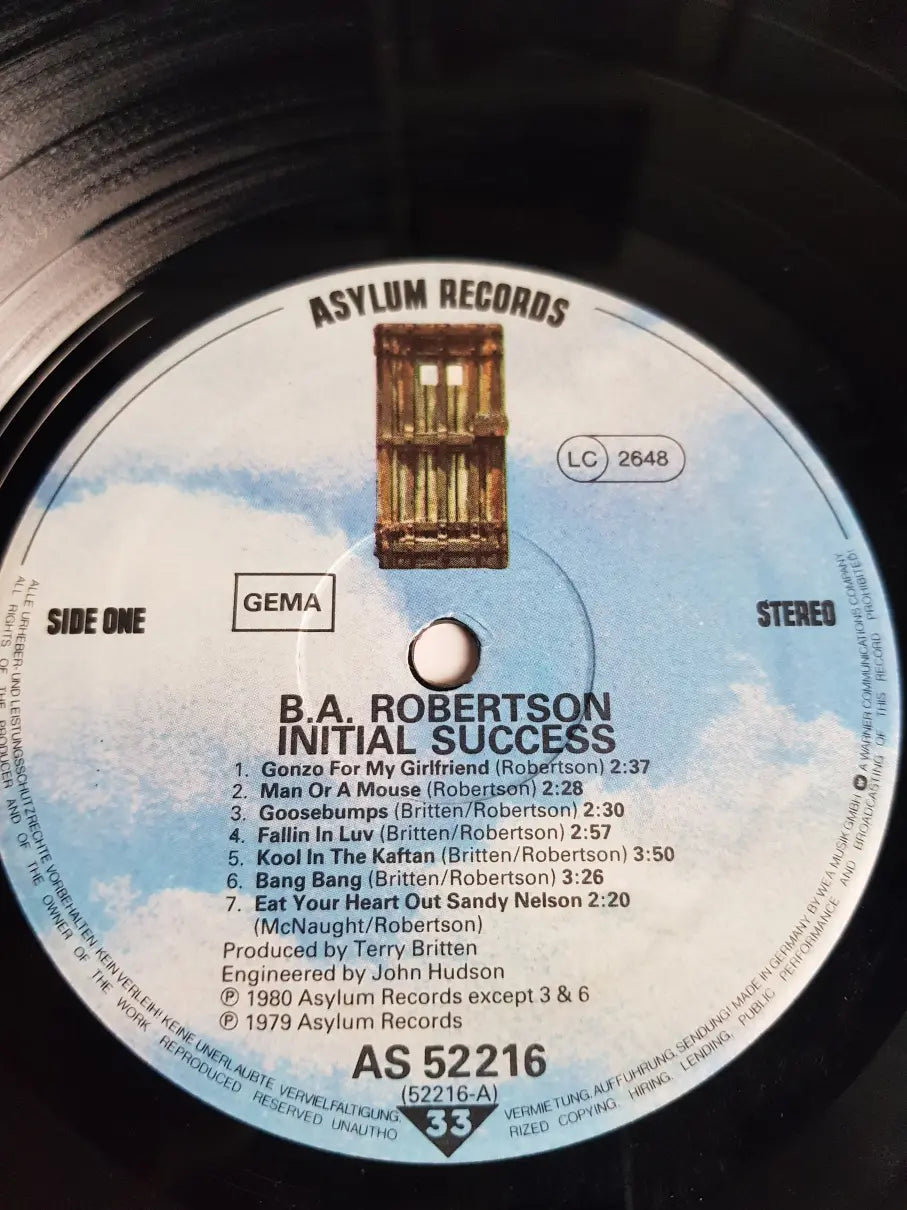 ASYLUM RECORDS
LC 2648
GEMA
SIDE ONE
STEREO
B.A. ROBERTSON
INITIAL SUCCESS
1. Gonzo For My Girlfriend (Robertson) 2:37
2. Man Or A Mouse (Robertson) 2:28
3. Goosebumps (Britten/Robertson) 2:30
4. Fallin In Luv (Britten/Robertson) 2:57
5. Kool In The Kaftan (Britten/Robertson) 3:50
6. Bang Bang (Britten/Robertson) 3:26
7. Eat Your Heart Out Sandy Nelson 2:20
(McNaught/Robertson)
Produced by Terry Britten
Engineered by John Hudson
℗ 1980 Asylum Records except 3 & 6
℗ 1979 Asylum Records
AS 52216
(52216-A)
33
ALLE URHEBER- UND LEISTUNGSSCHUTZRECHTE VORBEHALTEN KEIN VERLEIH! KEINE UNERLAUBTE VERVIELFÄLTIGUNG,
VERMIETUNG, AUFFÜHRUNG, SENDUNG! MADE IN GERMANY BY WEA MUSIK GMBH W A WARNER COMMUNICATIONS COMPANY
ALL RIGHTS OF THE PRODUCER AND OF THE OWNER OF THE WORK REPRODUCED RESERVED UNAUTHO
RIZED COPYING, HIRING, LENDING, PUBLIC PERFORMANCE AND BROADCASTING OF THIS RECORD PROHIBITED!